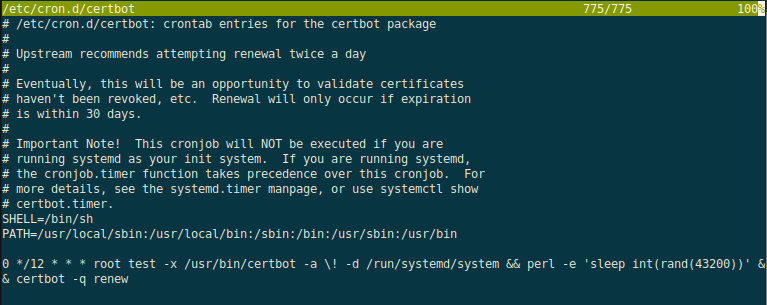 /etc/cron.d/certbot 775/775 100%
# /etc/cron.d/certbot: crontab entries for the certbot package
#
# Upstream recommends attempting renewal twice a day
#
# Eventually, this will be an opportunity to validate certificates
# haven't been revoked, etc.  Renewal will only occur if expiration
# is within 30 days.
#
# Important Note!  This cronjob will NOT be executed if you are
# running systemd as your init system.  If you are running systemd,
# the cronjob.timer function takes precedence over this cronjob.  For
# more details, see the systemd.timer manpage, or use systemctl show
# certbot.timer.
SHELL=/bin/sh
PATH=/usr/local/sbin:/usr/local/bin:/sbin:/bin:/usr/sbin:/usr/bin

0 */12 * * * root test -x /usr/bin/certbot -a \! -d /run/systemd/system && perl -e 'sleep int(rand(43200))' &
& certbot -q renew